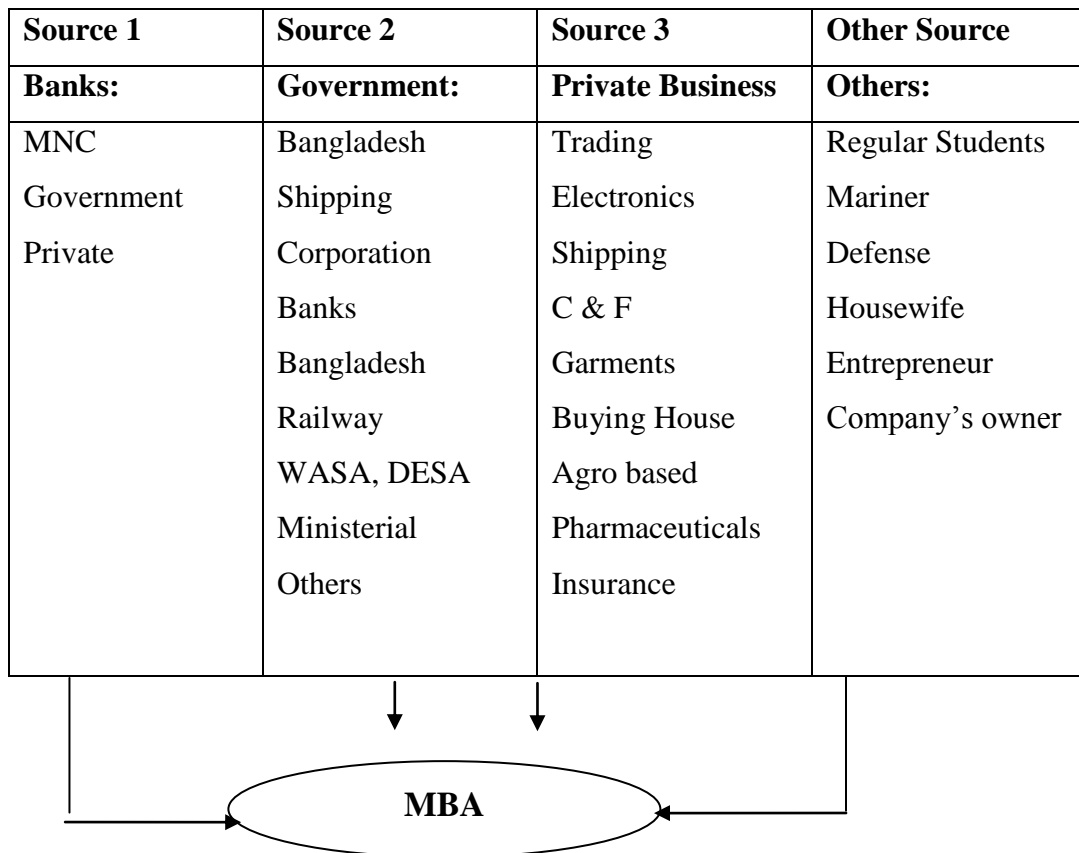 Source 1
Source 2
Source 3
Other Source
Banks:
Government:
Private Business
Others:
MNC
Government
Private
Bangladesh
Shipping
Corporation
Banks
Bangladesh
Railway
WASA, DESA
Ministerial
Others
Trading
Electronics
Shipping
C & F
Garments
Buying House
Agro based
Pharmaceuticals
Insurance
Regular Students
Mariner
Defense
Housewife
Entrepreneur
Company’s owner
MBA